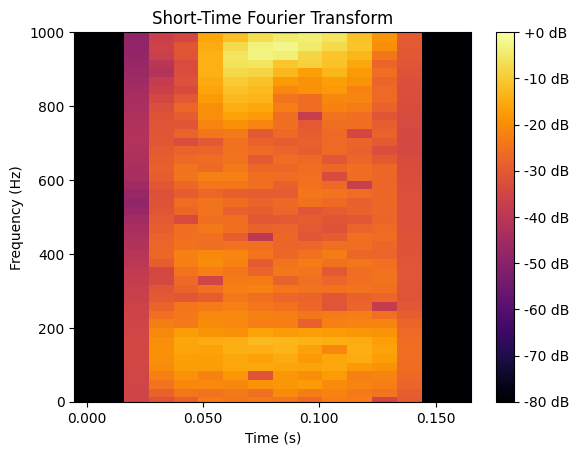 Short-Time Fourier Transform
1000
800
600
400
200
0
Frequency (Hz)
0.000
0.050
0.100
0.150
Time (s)
+0 dB
-10 dB
-20 dB
-30 dB
-40 dB
-50 dB
-60 dB
-70 dB
-80 dB